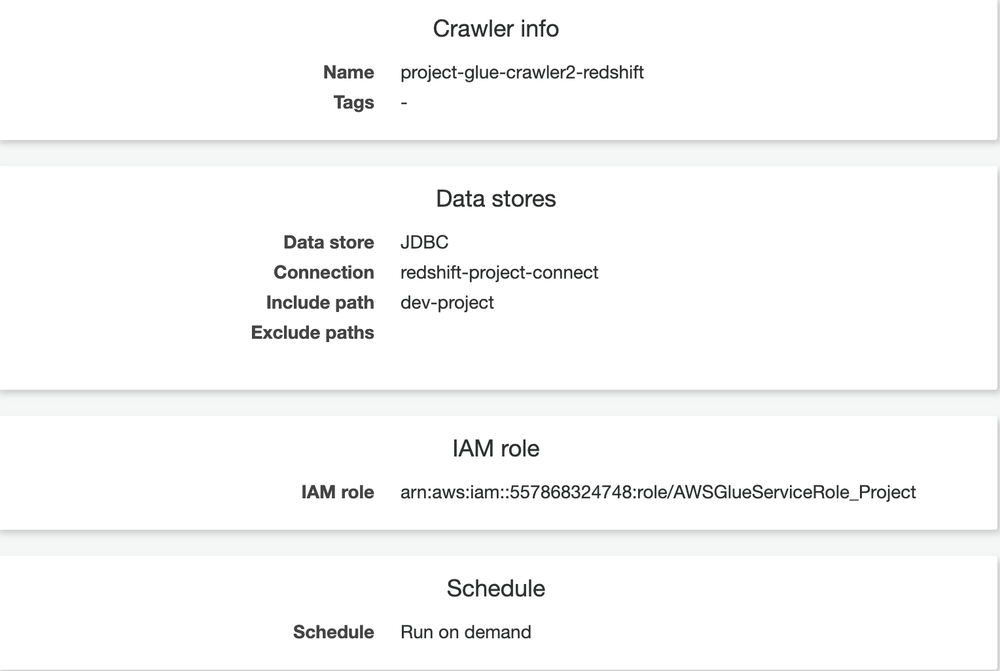 Crawler info
Name project-glue-crawler2-redshift
Tags -
Data stores
Data store JDBC
Connection redshift-project-connect
Include path dev-project
Exclude paths
IAM role
IAM role arn:aws:iam::557868324748:role/AWSGlueServiceRole_Project
Schedule
Schedule Run on demand